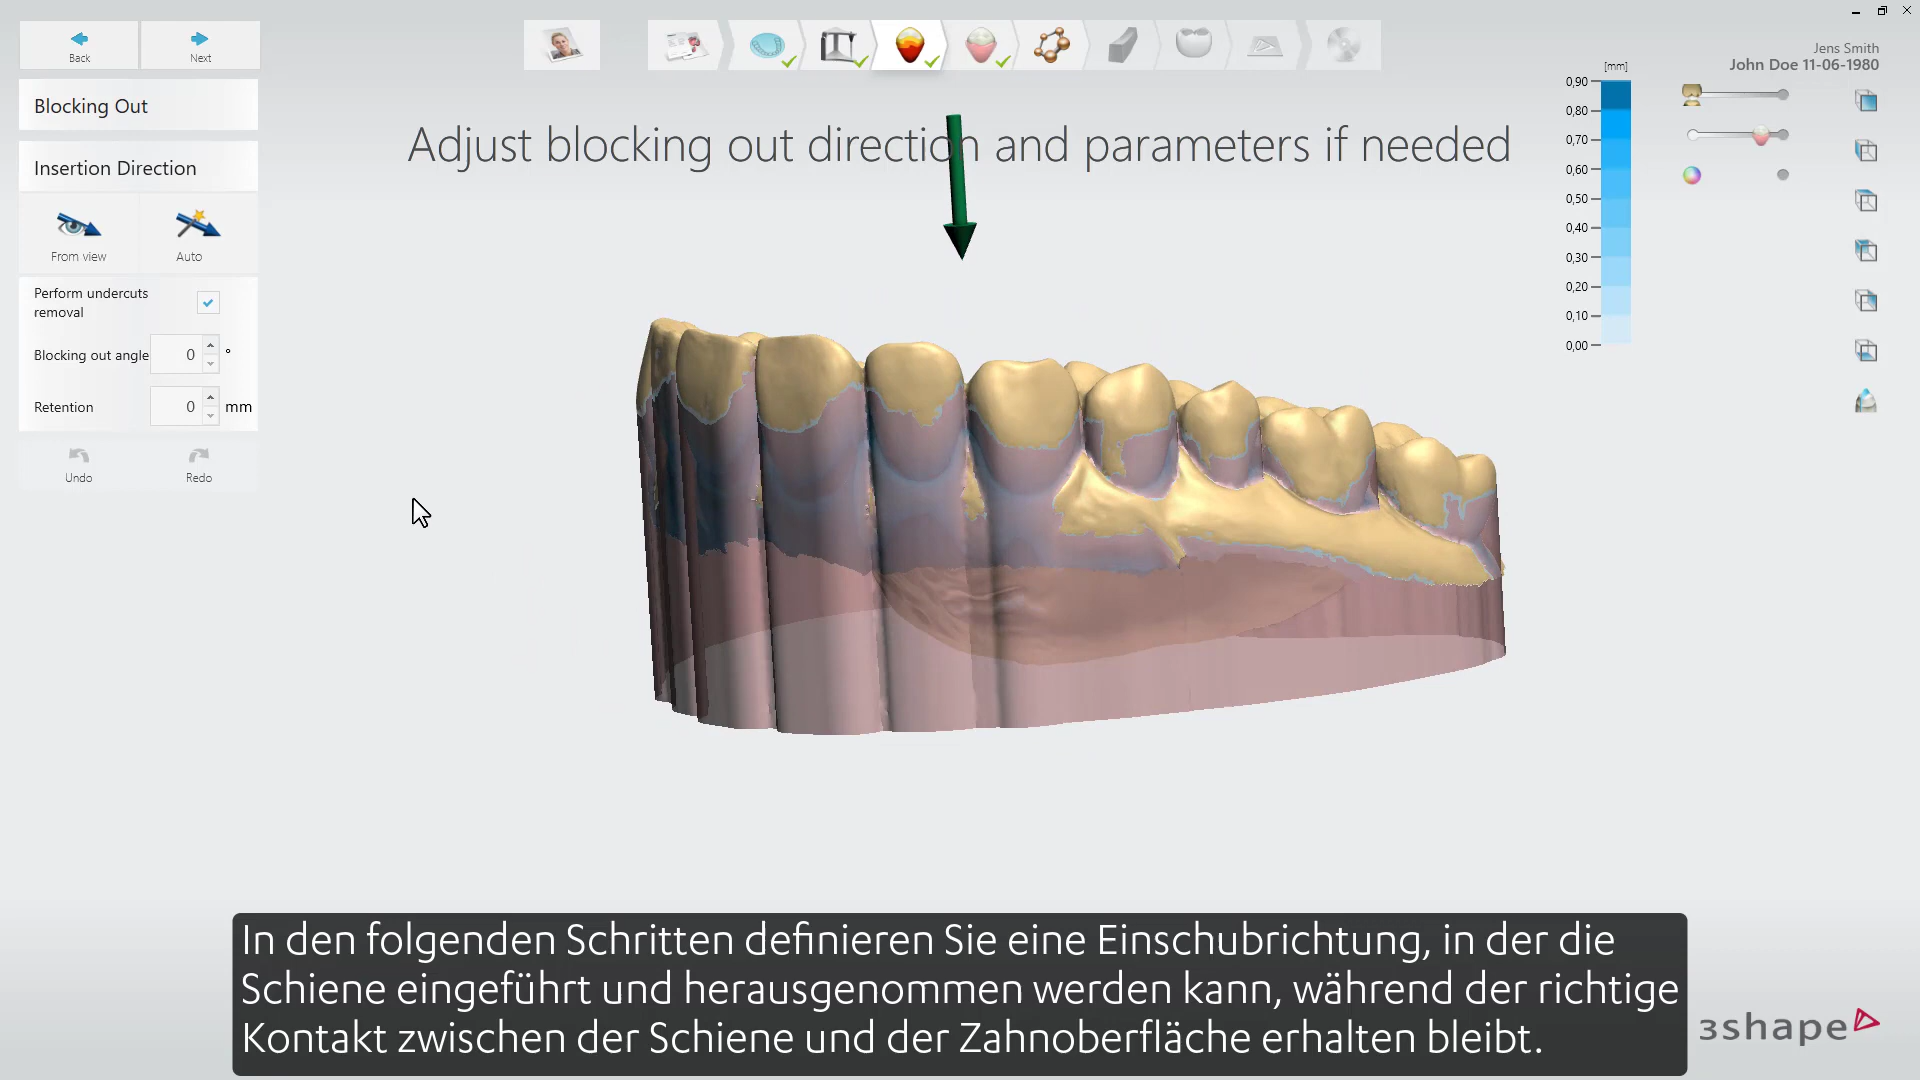 Back
Next
Blocking Out
Insertion Direction
From view
Auto
Perform undercuts
removal
Blocking out angle 0 °
Retention 0 mm
Undo
Redo
Adjust blocking out direction and parameters if needed
[mm]
0,90
0,80
0,70
0,60
0,50
0,40
0,30
0,20
0,10
0,00
Jens Smith
John Doe 11-06-1980
In den folgenden Schritten definieren Sie eine Einschubrichtung, in der die
Schiene eingeführt und herausgenommen werden kann, während der richtige
Kontakt zwischen der Schiene und der Zahnoberfläche erhalten bleibt.
3shape